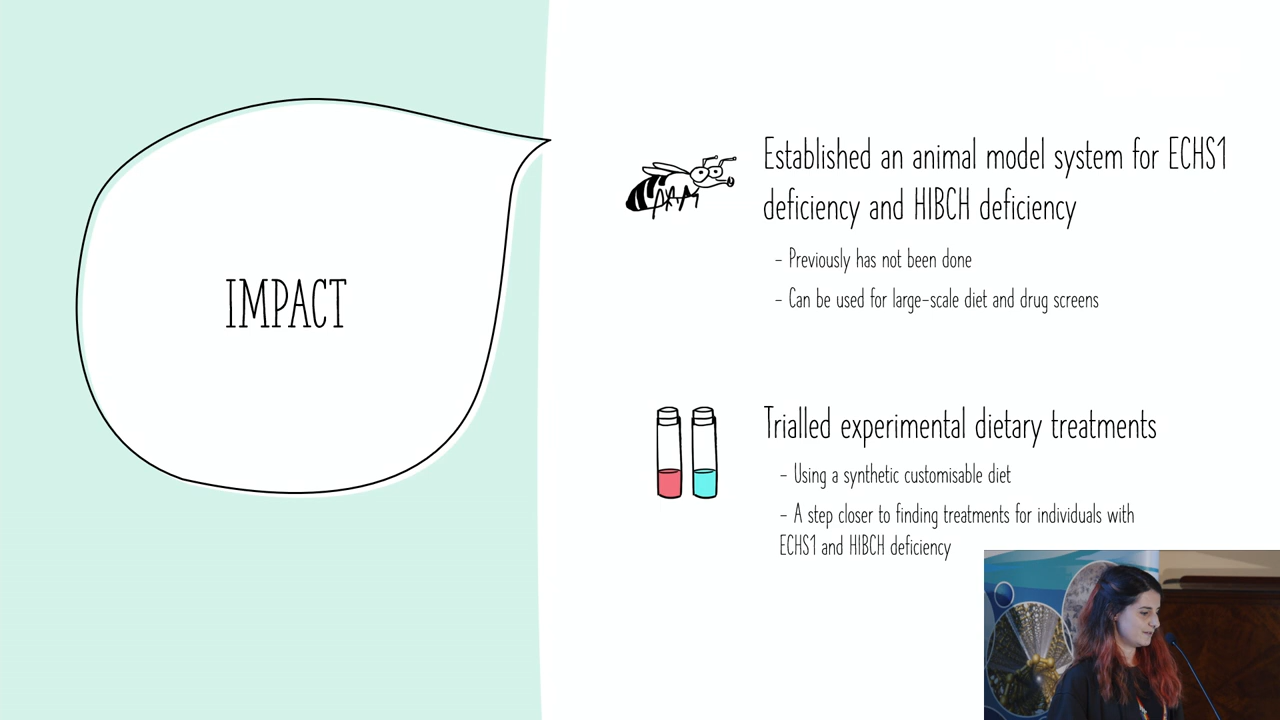 IMPACT
Established an animal model system for ECHS1
deficiency and HIBCH deficiency
- Previously has not been done
- Can be used for large-scale diet and drug screens
Trialled experimental dietary treatments
- Using a synthetic customisable diet
- A step closer to finding treatments for individuals with
ECHS1 and HIBCH deficiency